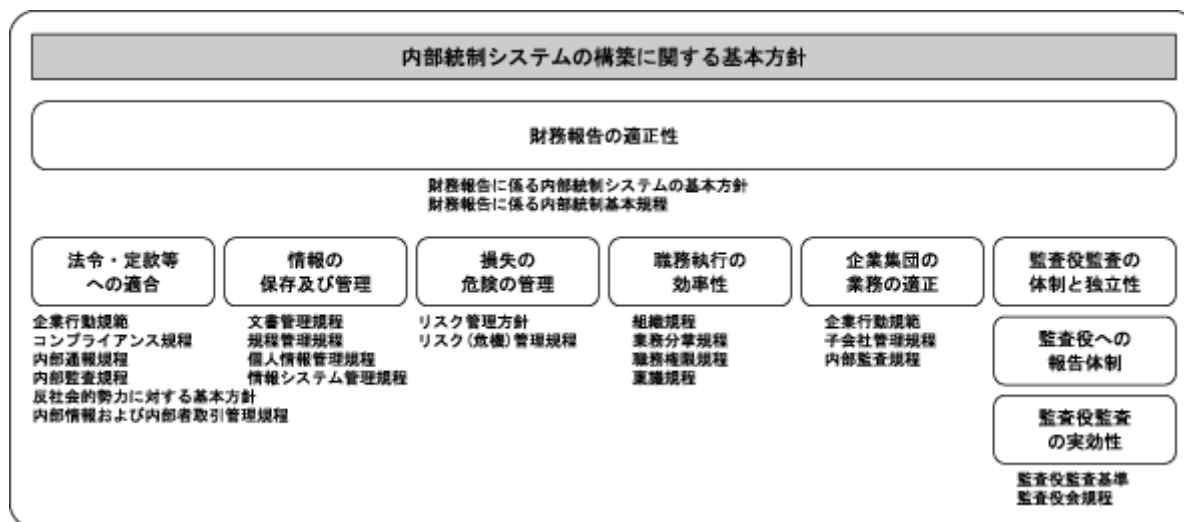 内部統制システムの構築に関する基本方針
財務報告の適正性
財務報告に係る内部統制システムの基本方針
財務報告に係る内部統制基本規程
法令・定款等
への適合
企業行動規範
コンプライアンス規程
内部通報規程
内部監査規程
反社会的勢力に対する基本方針
内部情報および内部者取引管理規程
情報の
保存及び管理
文書管理規程
規程管理規程
個人情報管理規程
情報システム管理規程
損失の
危険の管理
リスク管理方針
リスク(危機)管理規程
職務執行の
効率性
組織規程
業務分掌規程
職務権限規程
稟議規程
企業集団の
業務の適正
企業行動規範
子会社管理規程
内部監査規程
監査役監査の
体制と独立性
監査役への
報告体制
監査役監査
の実効性
監査役監査基準
監査役会規程